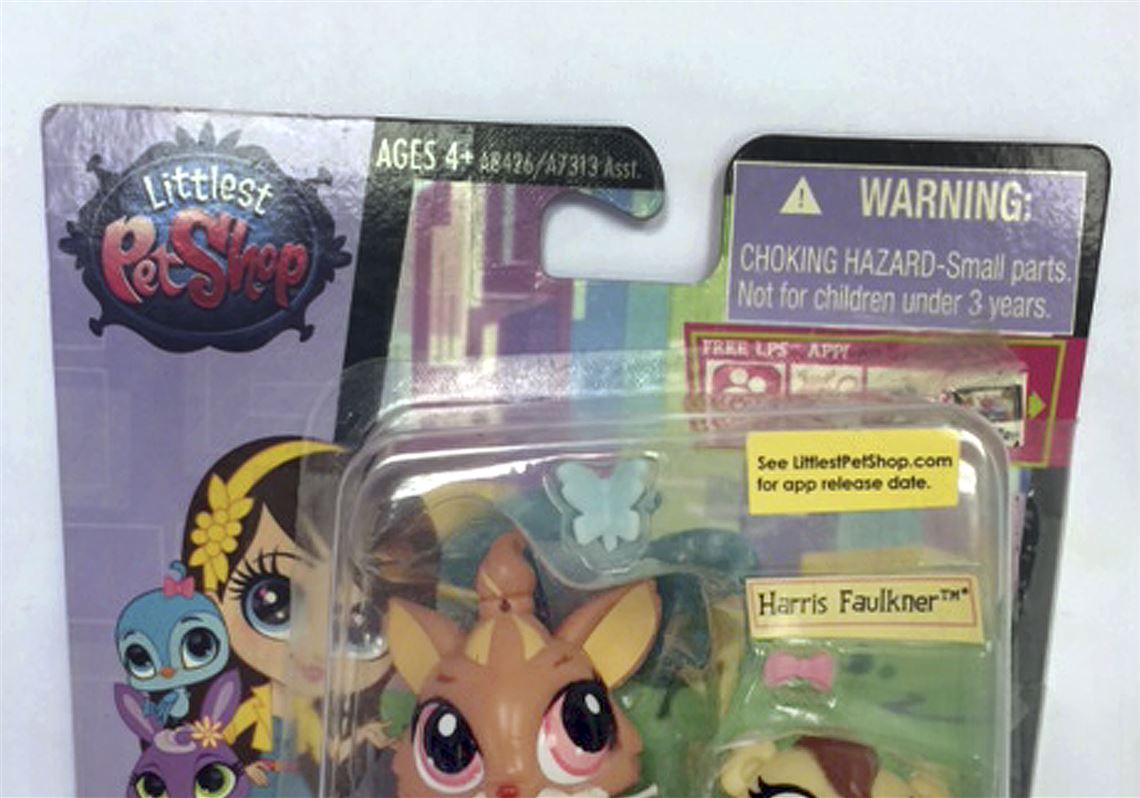 Littlest
PetShop
AGES 4+ A8426/A7313 Asst.
WARNING:
CHOKING HAZARD-Small parts.
Not for children under 3 years.
FREE LPS™ APP!
See LittlestPetShop.com
for app release date.
Harris Faulkner™*